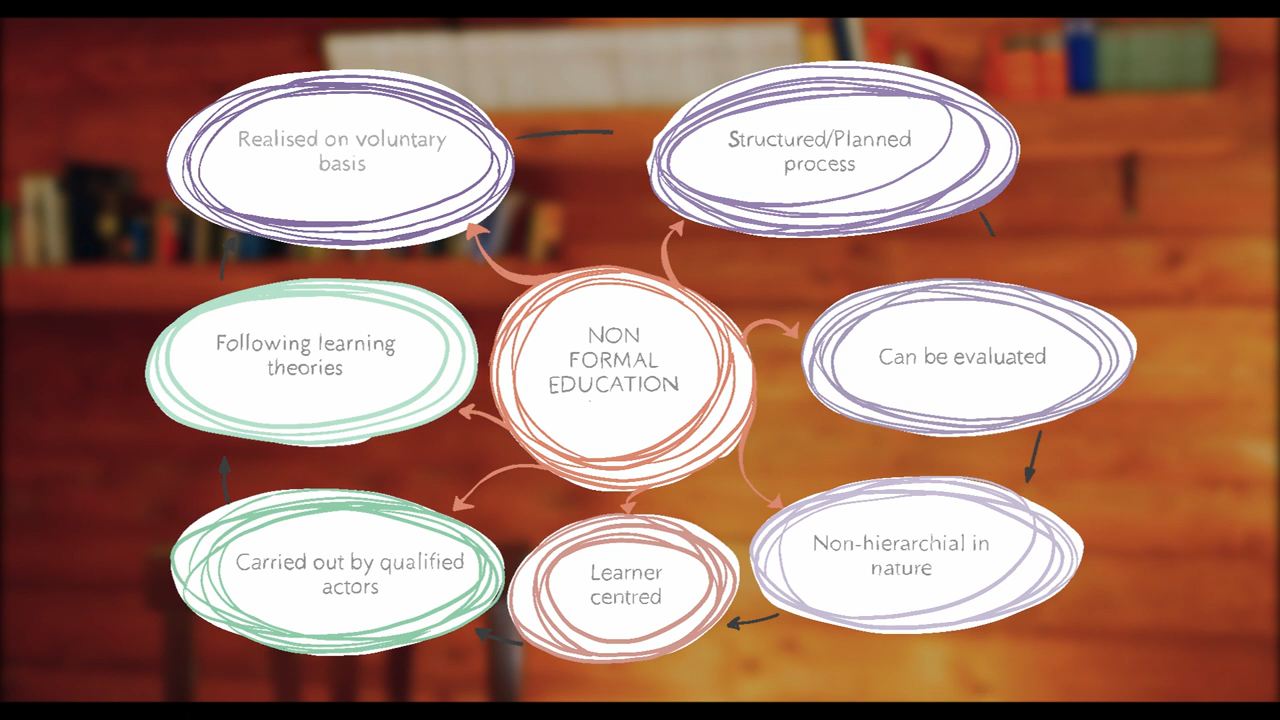 Realised on voluntary
basis
Structured/Planned
process
Following learning
theories
NON
FORMAL
EDUCATION
Can be evaluated
Carried out by qualified
actors
Learner
centred
Non-hierarchial in
nature